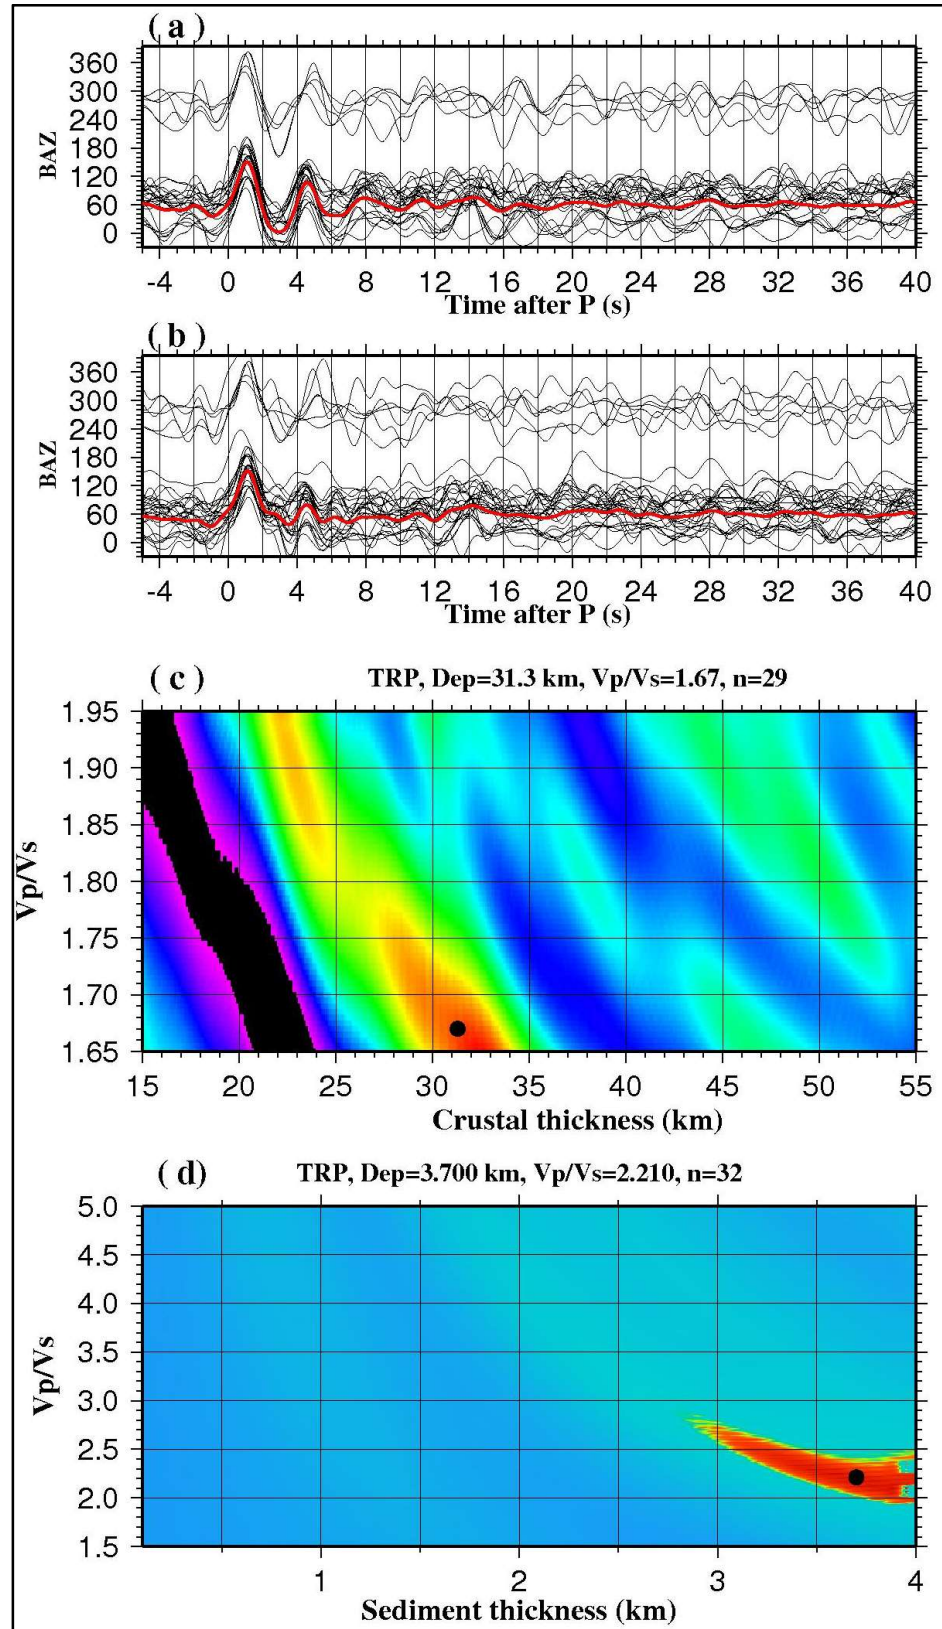 ( a )
360
300
240
180
120
60
0
BAZ
-4 0 4 8 12 16 20 24 28 32 36 40
Time after P (s)
( b )
360
300
240
180
120
60
0
BAZ
-4 0 4 8 12 16 20 24 28 32 36 40
Time after P (s)
( c ) TRP, Dep=31.3 km, Vp/Vs=1.67, n=29
1.95
1.90
1.85
1.80
1.75
1.70
1.65
Vp/Vs
15 20 25 30 35 40 45 50 55
Crustal thickness (km)
( d) TRP, Dep=3.700 km, Vp/Vs=2.210, n=32
5.0
4.5
4.0
3.5
3.0
2.5
2.0
1.5
Vp/Vs
1 2 3 4
Sediment thickness (km)